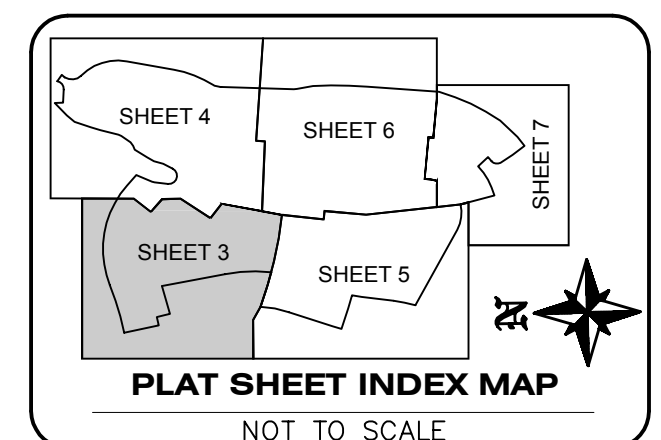 SHEET 4
SHEET 6
SHEET 7
SHEET 3
SHEET 5
N
PLAT SHEET INDEX MAP
NOT TO SCALE